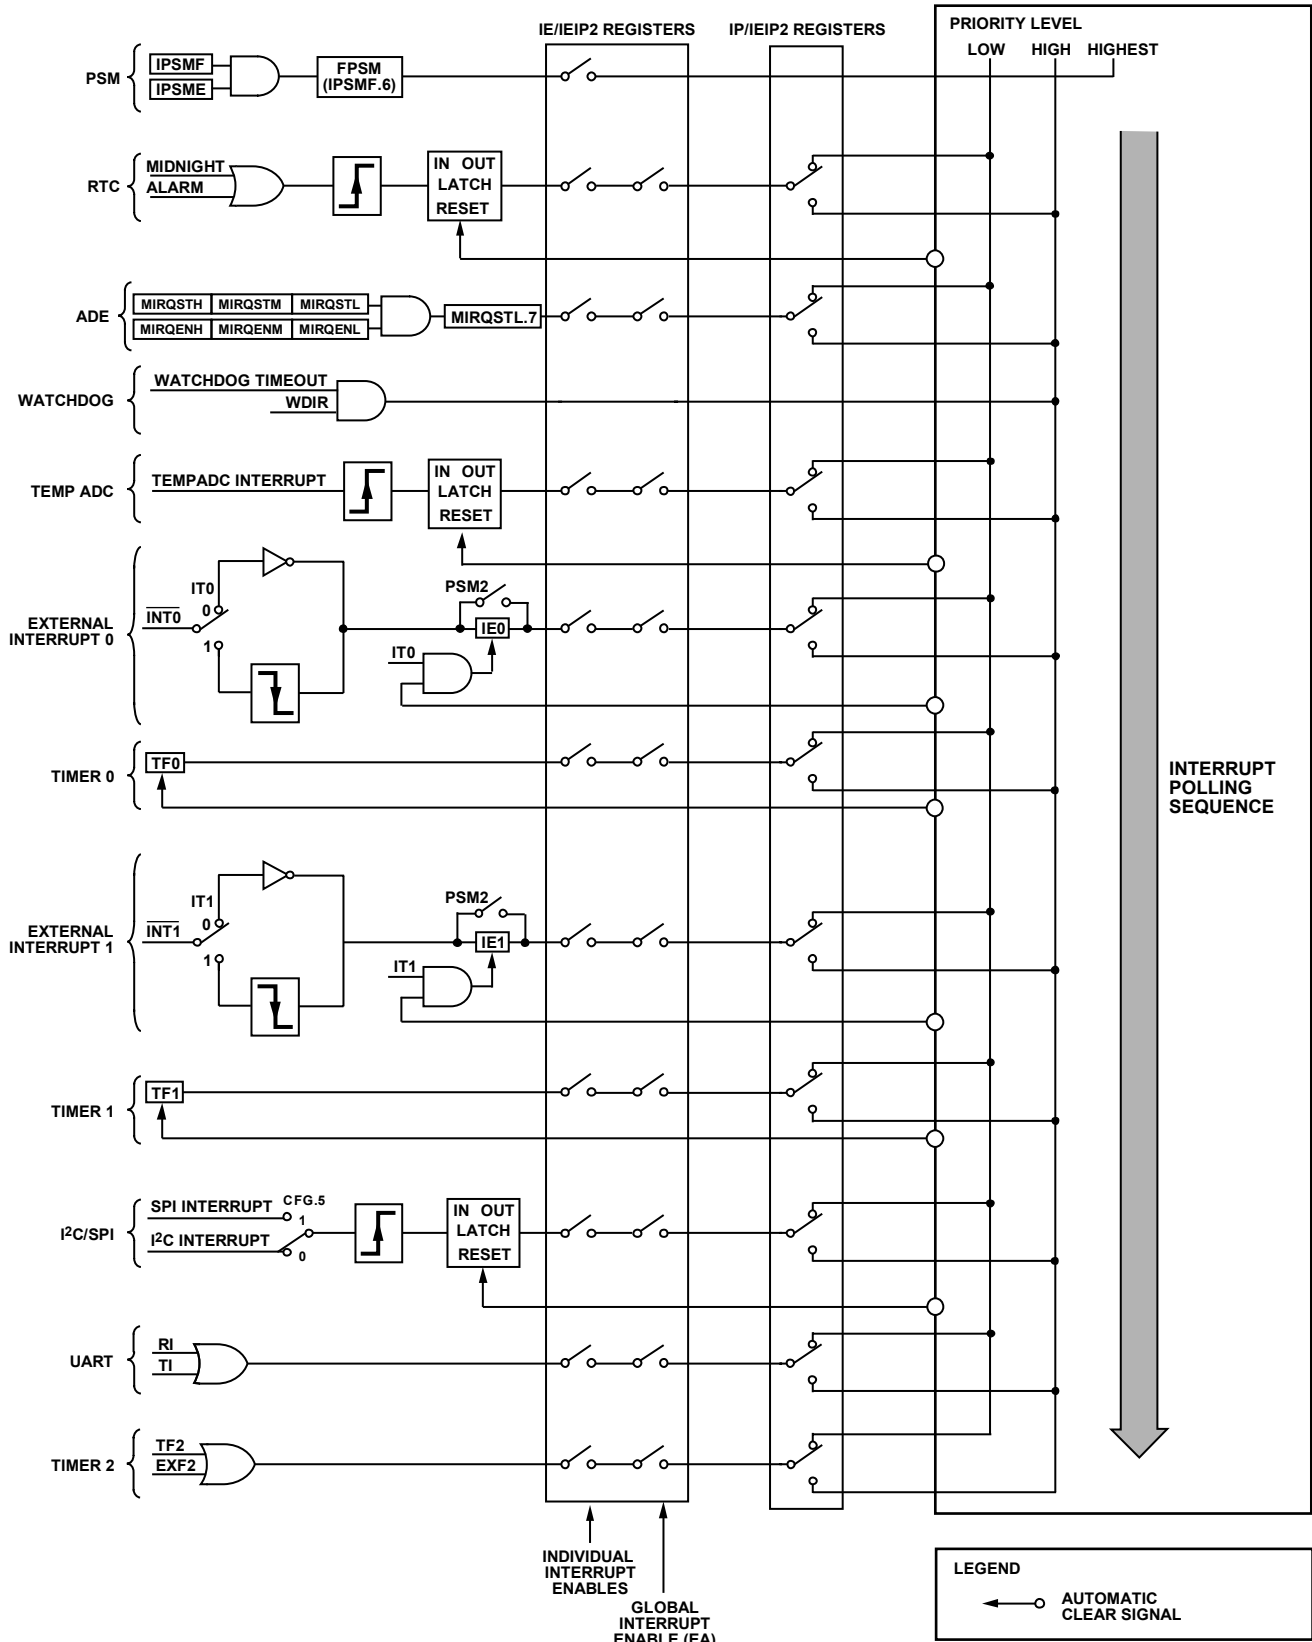 IE/IEIP2 REGISTERS
IP/IEIP2 REGISTERS
PRIORITY LEVEL
LOW HIGH HIGHEST
PSM
IPSMF
IPSME
FPSM
(IPSMF.6)
RTC
MIDNIGHT
ALARM
IN OUT
LATCH
RESET
ADE
MIRQSTH MIRQSTM MIRQSTL
MIRQENH MIRQENM MIRQENL
MIRQSTL.7
WATCHDOG
WATCHDOG TIMEOUT
WDIR
TEMP ADC
TEMPADC INTERRUPT
IN OUT
LATCH
RESET
EXTERNAL
INTERRUPT 0
INT0
IT0
0
1
PSM2
IE0
IT0
TIMER 0
TF0
INTERRUPT
POLLING
SEQUENCE
EXTERNAL
INTERRUPT 1
INT1
IT1
0
1
PSM2
IE1
IT1
TIMER 1
TF1
I²C/SPI
SPI INTERRUPT
I²C INTERRUPT
CFG.5
1
0
IN OUT
LATCH
RESET
UART
RI
TI
TIMER 2
TF2
EXF2
INDIVIDUAL
INTERRUPT
ENABLES
GLOBAL
INTERRUPT
ENABLE (EA)
LEGEND
AUTOMATIC
CLEAR SIGNAL